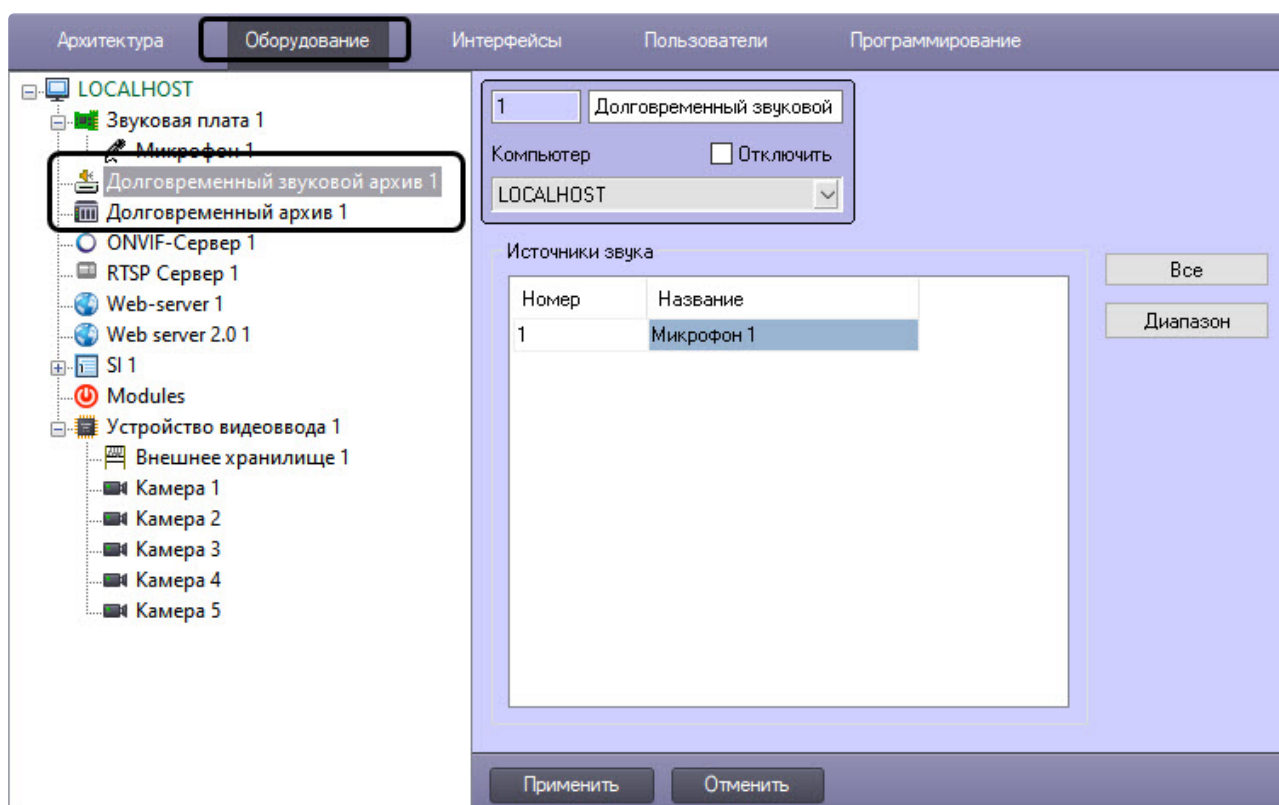 Архитектура Оборудование Интерфейсы Пользователи Программирование
LOCALHOST
Звуковая плата 1
Микрофон 1
Долговременный звуковой архив 1
Долговременный архив 1
ONVIF-Сервер 1
RTSP Сервер 1
Web-server 1
Web server 2.0 1
SI 1
Modules
Устройство видеоввода 1
Внешнее хранилище 1
Камера 1
Камера 2
Камера 3
Камера 4
Камера 5
1 Долговременный звуковой
Компьютер Отключить
LOCALHOST
Источники звука
Номер Название
1 Микрофон 1
Все
Диапазон
Применить Отменить